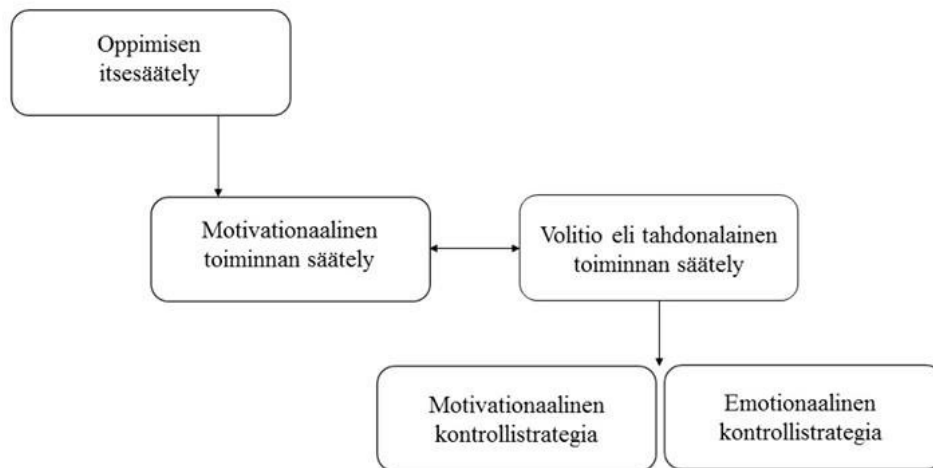 Oppimisen
itsesäätely
Motivationaalinen
toiminnan säätely
Volitio eli tahdonalainen
toiminnan säätely
Motivationaalinen
kontrollistrategia
Emotionaalinen
kontrollistrategia